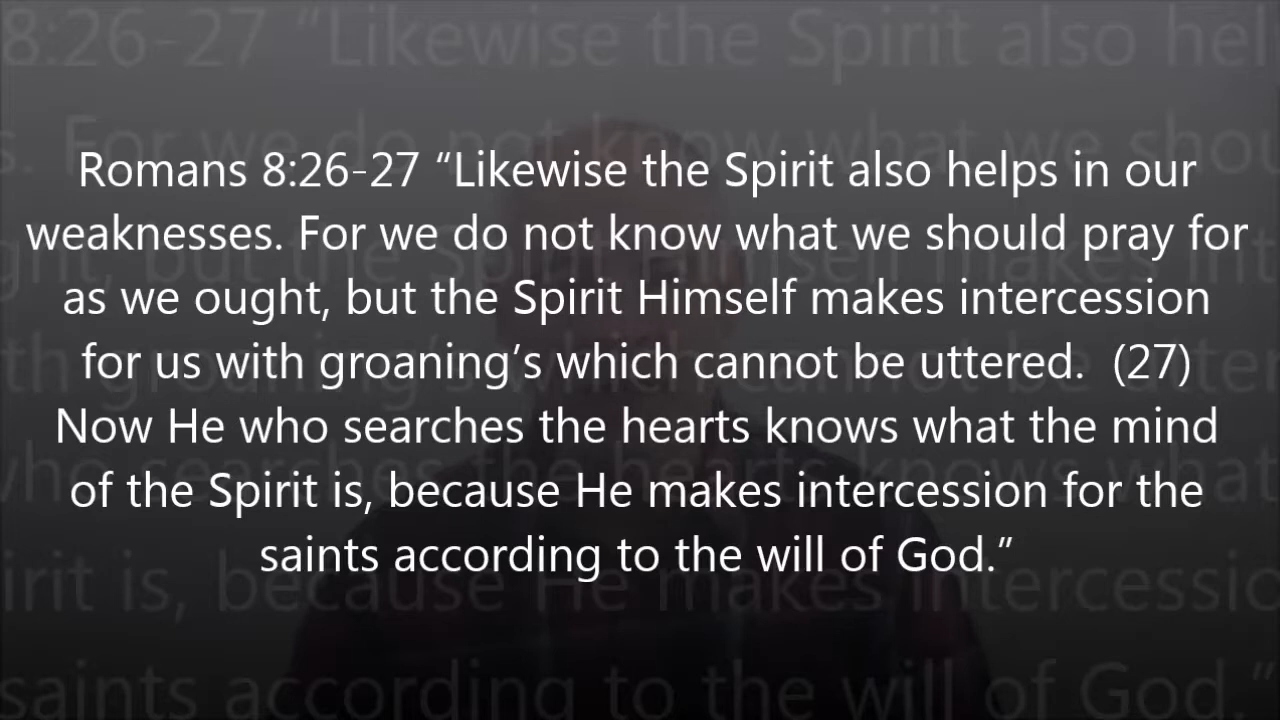 Romans 8:26-27 “Likewise the Spirit also helps in our
weaknesses. For we do not know what we should pray for
as we ought, but the Spirit Himself makes intercession
for us with groaning’s which cannot be uttered.  (27)
Now He who searches the hearts knows what the mind
of the Spirit is, because He makes intercession for the
saints according to the will of God.”